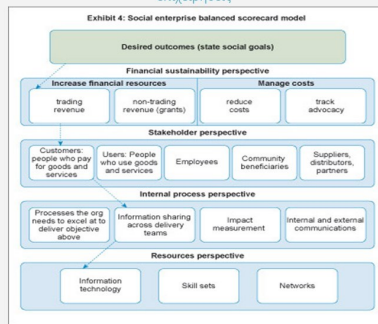 Exhibit 4: Social enterprise balanced scorecard model
Desired outcomes (state social goals)
Financial sustainability perspective
Increase financial resources
Manage costs
trading
revenue
non-trading
revenue (grants)
reduce
costs
track
advocacy
Stakeholder perspective
Customers:
people who pay
for goods and
services
Users: People
who use goods
and services
Employees
Community
beneficiaries
Suppliers,
distributors,
partners
Internal process perspective
Processes the org
needs to excel at to
deliver objective
above
Information sharing
across delivery
teams
Impact
measurement
Internal and external
communications
Resources perspective
Information
technology
Skill sets
Networks